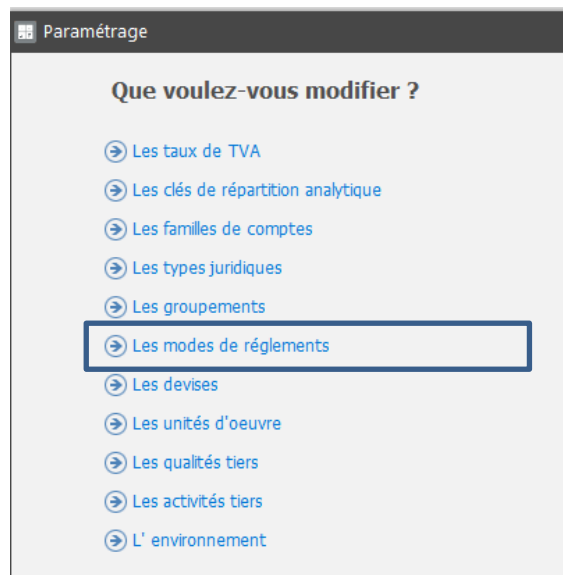 Paramétrage
Que voulez-vous modifier ?
Les taux de TVA
Les clés de répartition analytique
Les familles de comptes
Les types juridiques
Les groupements
Les modes de réglements
Les devises
Les unités d'oeuvre
Les qualités tiers
Les activités tiers
L' environnement